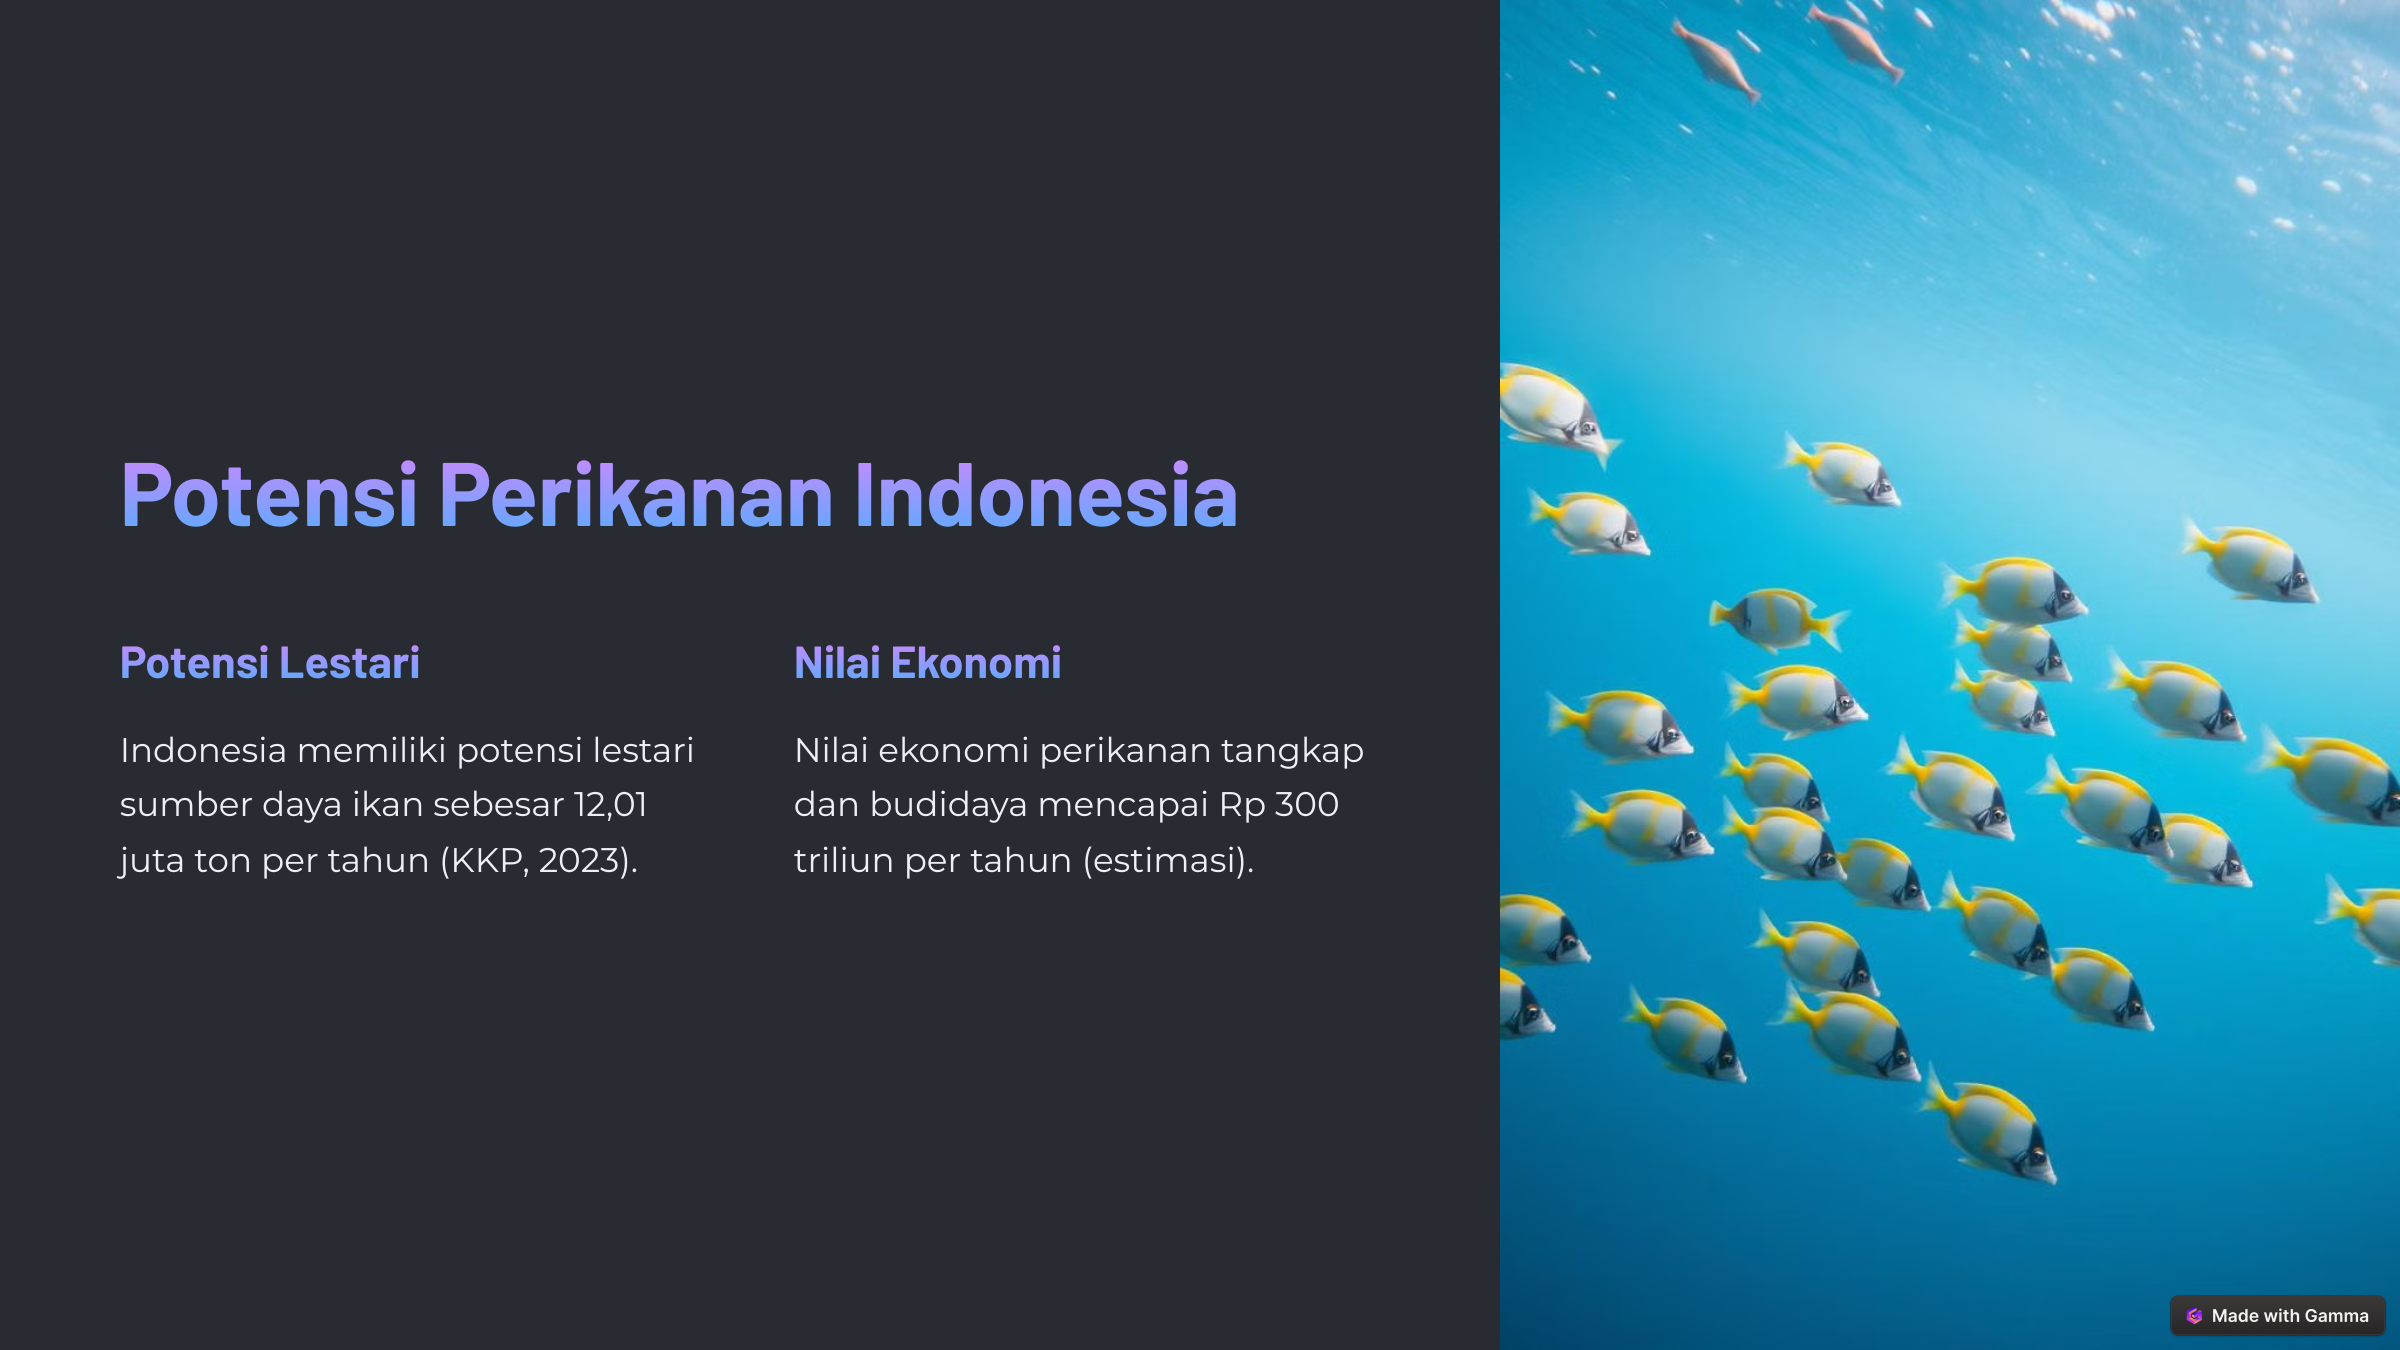 Potensi Perikanan Indonesia
Potensi Lestari
Indonesia memiliki potensi lestari
sumber daya ikan sebesar 12,01
juta ton per tahun (KKP, 2023).
Nilai Ekonomi
Nilai ekonomi perikanan tangkap
dan budidaya mencapai Rp 300
triliun per tahun (estimasi).
Made with Gamma